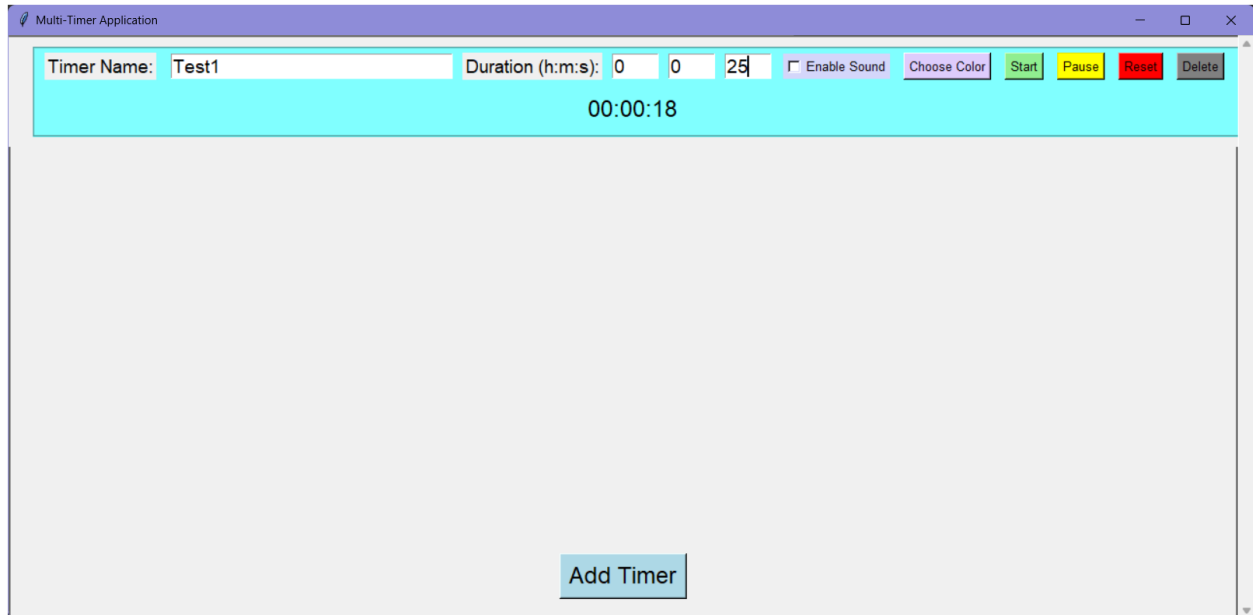 Multi-Timer Application
Timer Name: Test1 Duration (h:m:s): 0 0 25 Enable Sound Choose Color Start Pause Reset Delete
00:00:18
Add Timer